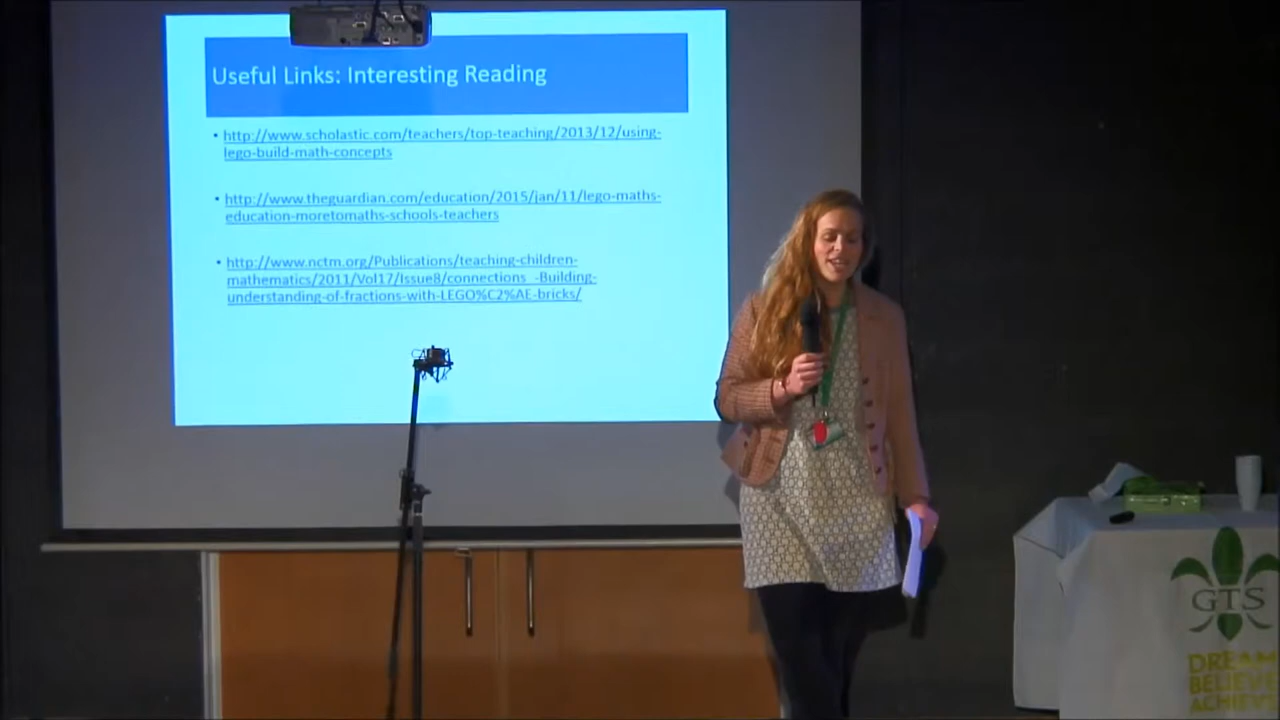 Useful Links: Interesting Reading
• http://www.scholastic.com/teachers/top-teaching/2013/12/using-
lego-build-math-concepts
• http://www.theguardian.com/education/2015/jan/11/lego-maths-
education-moretomaths-schools-teachers
• http://www.nctm.org/Publications/teaching-children-
mathematics/2011/Vol17/Issue8/connections_-Building-
understanding-of-fractions-with-LEGO%C2%AE-bricks/
GTS
DREAM
BELIEVE
ACHIEVE